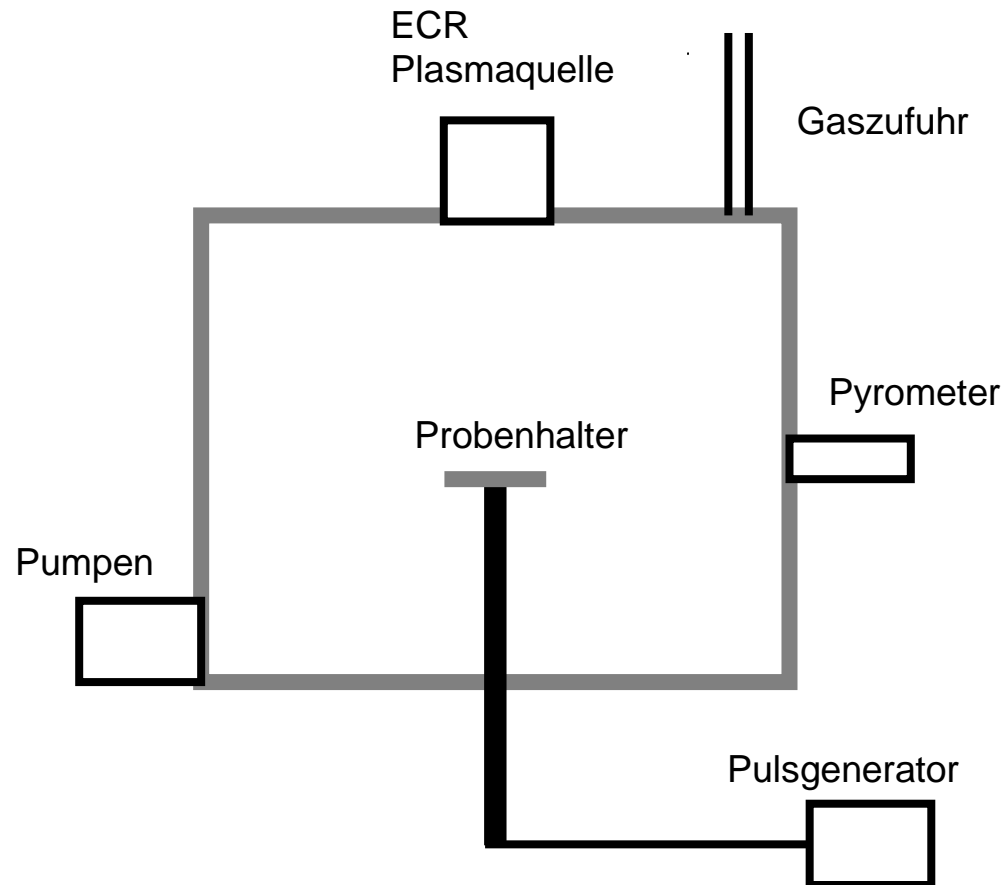 ECR
Plasmaquelle
Gaszufuhr
Pyrometer
Probenhalter
Pumpen
Pulsgenerator